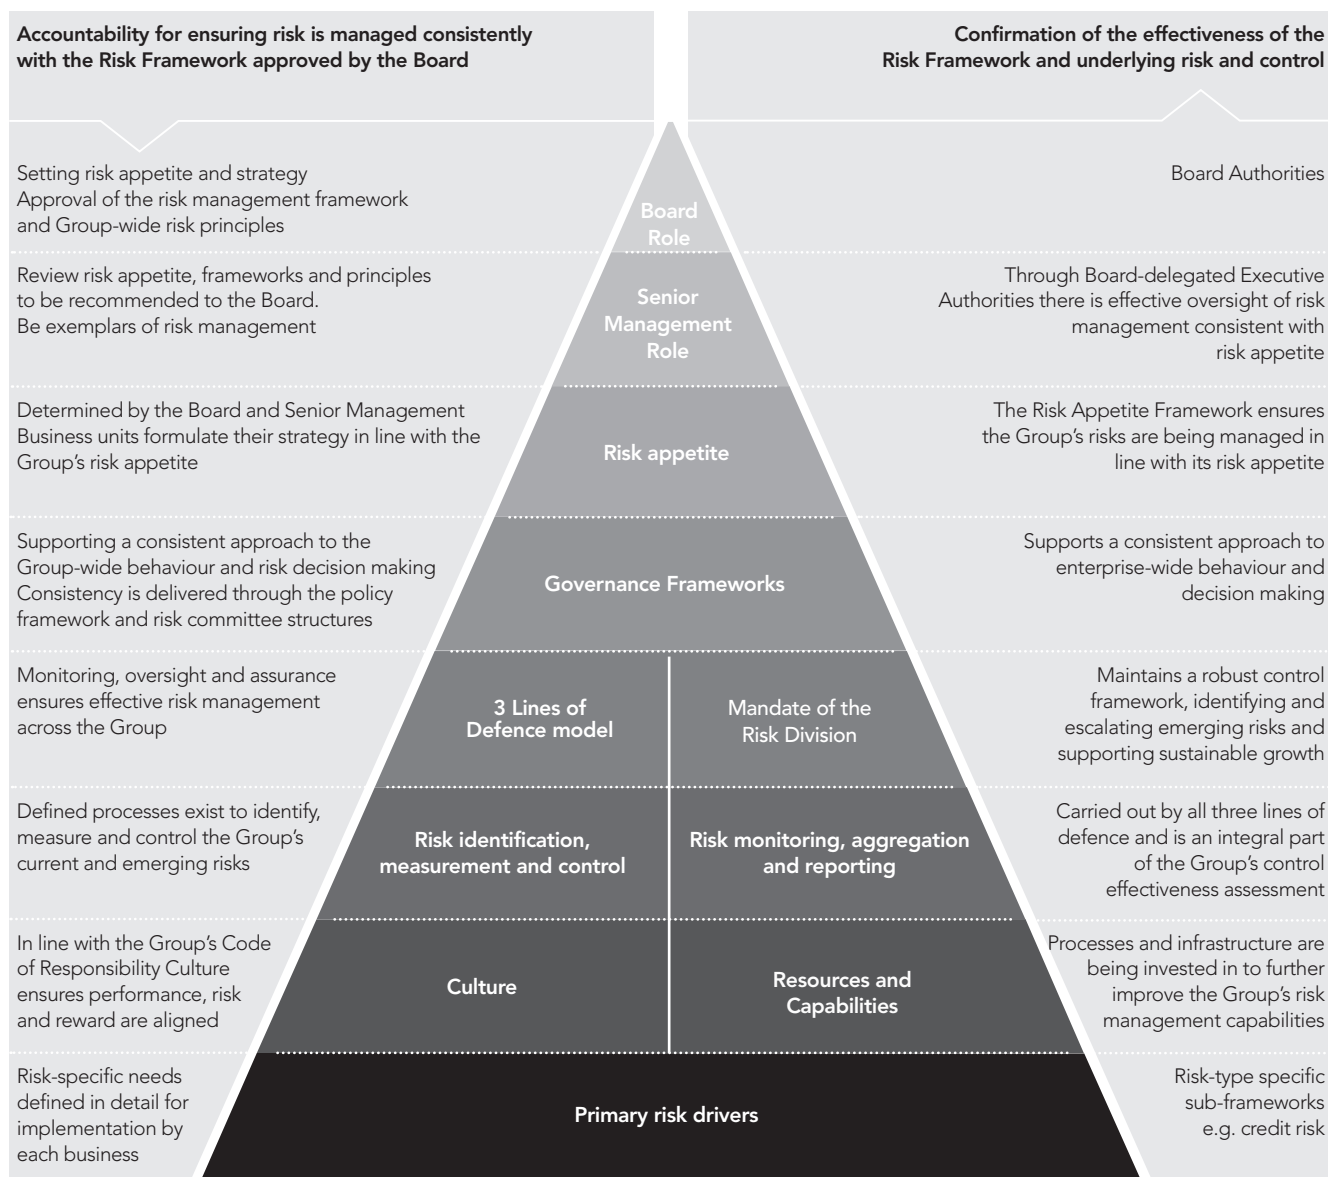 Accountability for ensuring risk is managed consistently
with the Risk Framework approved by the Board
Confirmation of the effectiveness of the
Risk Framework and underlying risk and control
Setting risk appetite and strategy
Approval of the risk management framework
and Group-wide risk principles
Board
Role
Board Authorities
Review risk appetite, frameworks and principles
to be recommended to the Board.
Be exemplars of risk management
Senior
Management
Role
Through Board-delegated Executive
Authorities there is effective oversight of risk
management consistent with
risk appetite
Determined by the Board and Senior Management
Business units formulate their strategy in line with the
Group's risk appetite
Risk appetite
The Risk Appetite Framework ensures
the Group's risks are being managed in
line with its risk appetite
Supporting a consistent approach to the
Group-wide behaviour and risk decision making
Consistency is delivered through the policy
framework and risk committee structures
Governance Frameworks
Supports a consistent approach to
enterprise-wide behaviour and
decision making
Monitoring, oversight and assurance
ensures effective risk management
across the Group
3 Lines of
Defence model
Mandate of the
Risk Division
Maintains a robust control
framework, identifying and
escalating emerging risks and
supporting sustainable growth
Defined processes exist to identify,
measure and control the Group's
current and emerging risks
Risk identification,
measurement and control
Risk monitoring, aggregation
and reporting
Carried out by all three lines of
defence and is an integral part
of the Group's control
effectiveness assessment
In line with the Group's Code
of Responsibility Culture
ensures performance, risk
and reward are aligned
Culture
Resources and
Capabilities
Processes and infrastructure are
being invested in to further
improve the Group's risk
management capabilities
Risk-specific needs
defined in detail for
implementation by
each business
Primary risk drivers
Risk-type specific
sub-frameworks
e.g. credit risk